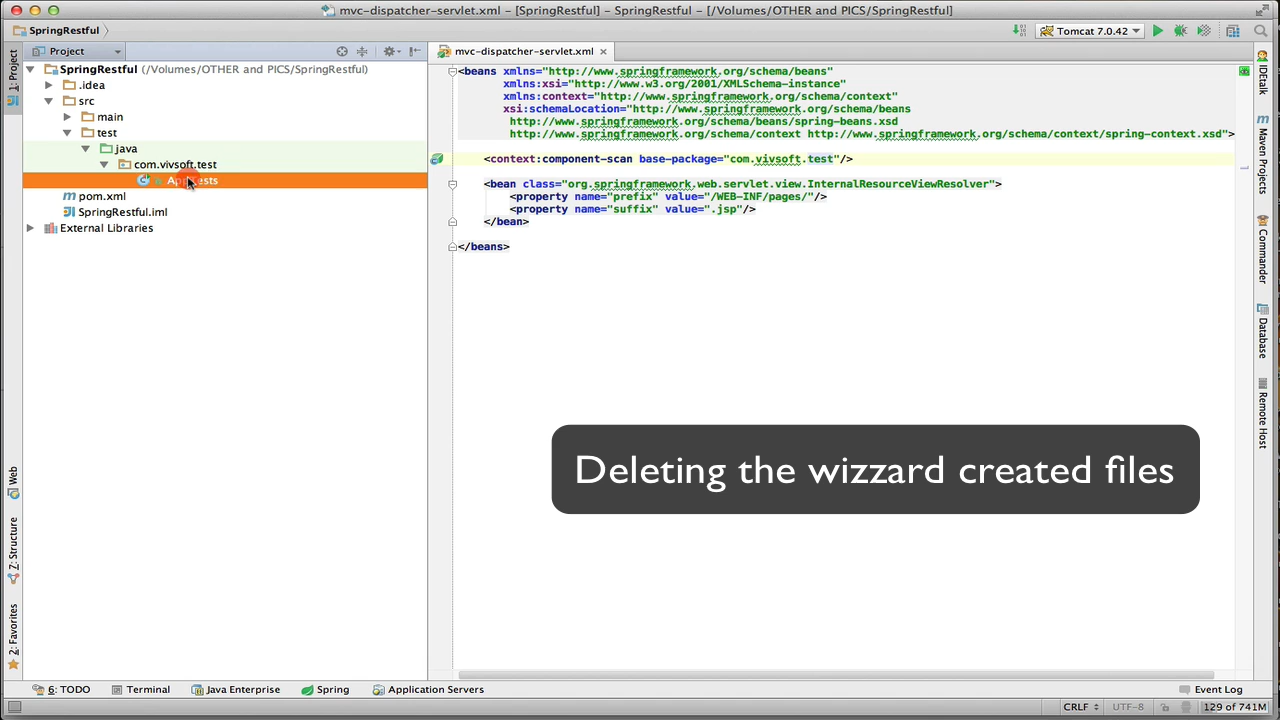 mvc-dispatcher-servlet.xml - [SpringRestful] - SpringRestful - [/Volumes/OTHER and PICS/SpringRestful]
SpringRestful
Tomcat 7.0.42
Project
mvc-dispatcher-servlet.xml
1: Project
SpringRestful (/Volumes/OTHER and PICS/SpringRestful)
.idea
src
main
test
java
com.vivsoft.test
pom.xml
SpringRestful.iml
External Libraries
<beans xmlns="http://www.springframework.org/schema/beans"
xmlns:xsi="http://www.w3.org/2001/XMLSchema-instance"
xmlns:context="http://www.springframework.org/schema/context"
xsi:schemaLocation="http://www.springframework.org/schema/beans
http://www.springframework.org/schema/beans/spring-beans.xsd
http://www.springframework.org/schema/context http://www.springframework.org/schema/context/spring-context.xsd">
<context:component-scan base-package="com.vivsoft.test"/>
<bean class="org.springframework.web.servlet.view.InternalResourceViewResolver">
<property name="prefix" value="/WEB-INF/pages/"/>
<property name="suffix" value=".jsp"/>
</bean>
</beans>
Deleting the wizzard created files
IDEtalk
Maven Projects
Commander
Database
Remote Host
Web
Z: Structure
2: Favorites
6: TODO
Terminal
Java Enterprise
Spring
Application Servers
Event Log
CRLF
UTF-8
129 of 741M